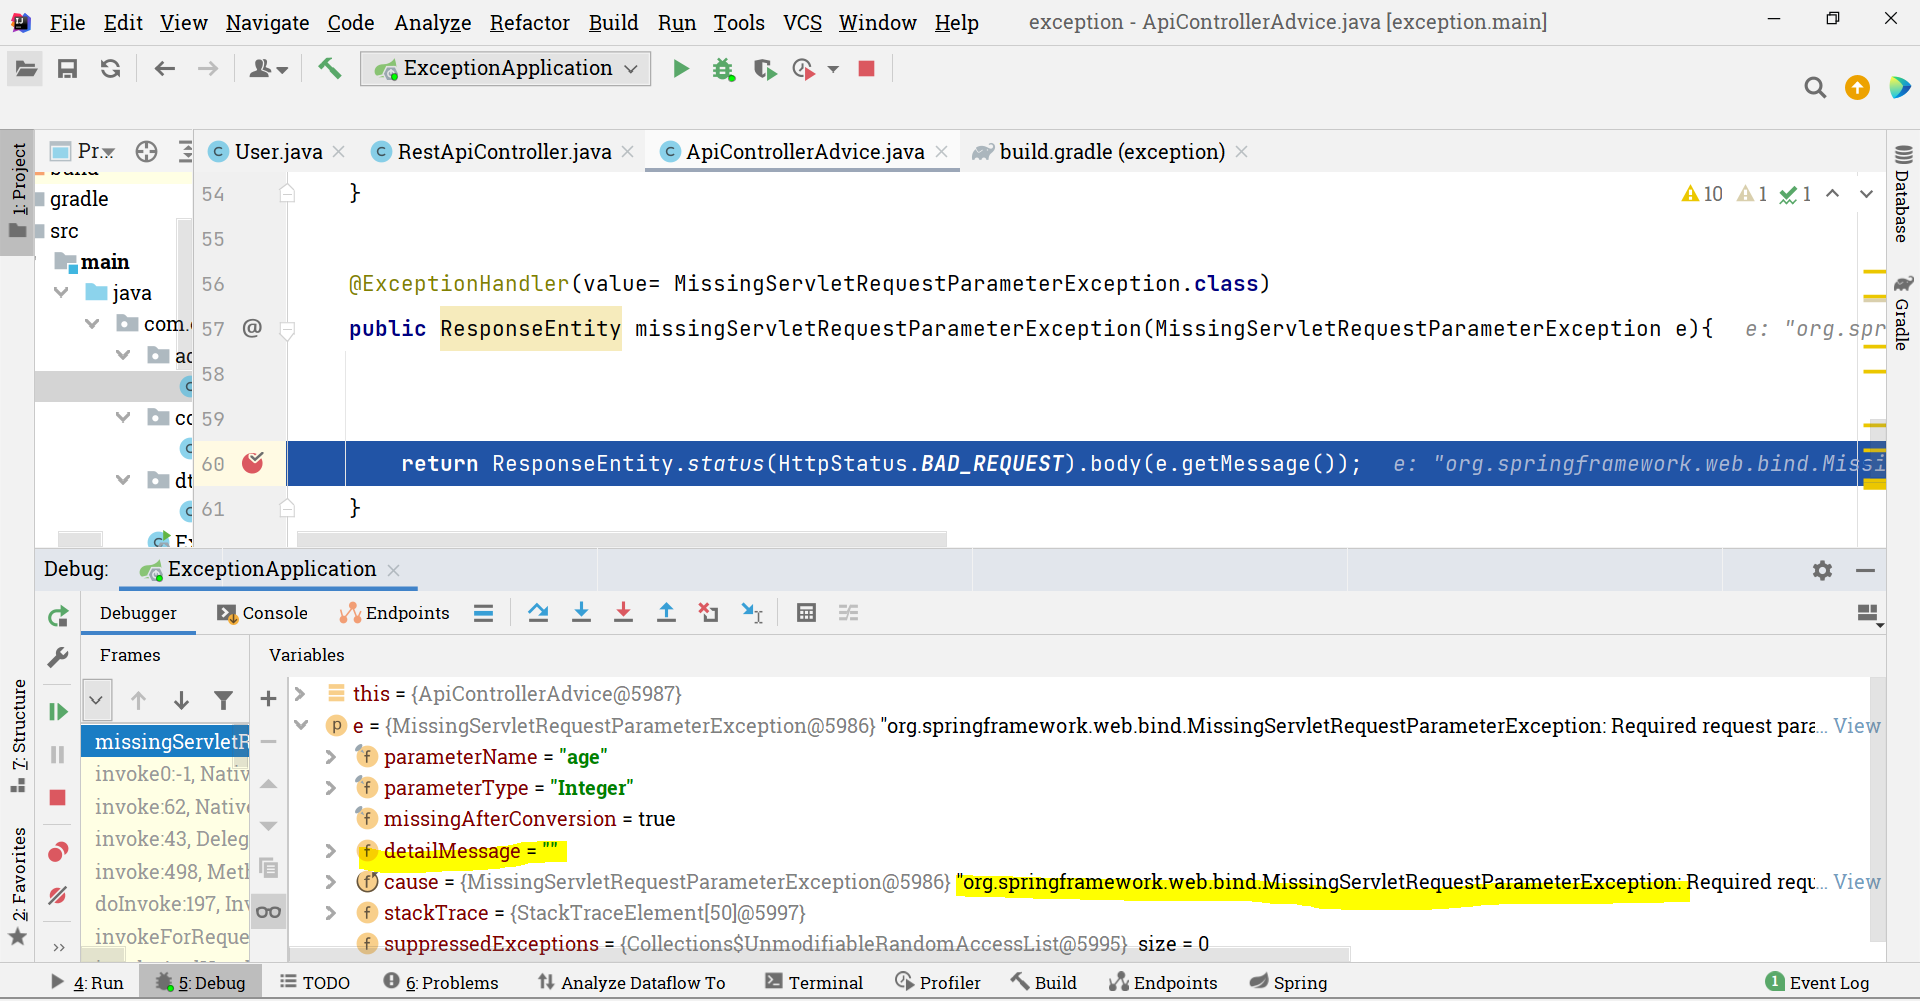 File Edit View Navigate Code Analyze Refactor Build Run Tools VCS Window Help exception - ApiControllerAdvice.java [exception.main]
ExceptionApplication
1: Project
Pr...
User.java
RestApiController.java
ApiControllerAdvice.java
build.gradle (exception)
Database
Gradle
gradle
src
main
java
com.
dt
10 1 1
54 }
55
56 @ExceptionHandler(value= MissingServletRequestParameterException.class)
57 @ public ResponseEntity missingServletRequestParameterException(MissingServletRequestParameterException e){ e: "org.spr
58
59
60 return ResponseEntity.status(HttpStatus.BAD_REQUEST).body(e.getMessage()); e: "org.springframework.web.bind.Missi
61 }
Debug: ExceptionApplication
Debugger Console Endpoints
Frames Variables
missingServletR
invoke0:-1, Nativ
invoke:62, Native
invoke:43, Deleg
invoke:498, Meth
doInvoke:197, Inv
invokeForReque
this = {ApiControllerAdvice@5987}
e = {MissingServletRequestParameterException@5986} "org.springframework.web.bind.MissingServletRequestParameterException: Required request para... View
parameterName = "age"
parameterType = "Integer"
missingAfterConversion = true
detailMessage = ""
cause = {MissingServletRequestParameterException@5986} "org.springframework.web.bind.MissingServletRequestParameterException: Required requ... View
stackTrace = {StackTraceElement[50]@5997}
suppressedExceptions = {Collections$UnmodifiableRandomAccessList@5995} size = 0
7: Structure
2: Favorites
4: Run 5: Debug TODO 6: Problems Analyze Dataflow To Terminal Profiler Build Endpoints Spring 1 Event Log